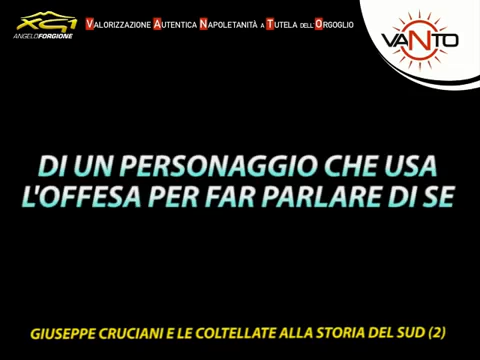 XG1
ANGELOFORGIONE
VALORIZZAZIONE AUTENTICA NAPOLETANITÀ A TUTELA DELL'ORGOGLIO
VANTO
DI UN PERSONAGGIO CHE USA
L'OFFESA PER FAR PARLARE DI SE
GIUSEPPE CRUCIANI E LE COLTELLATE ALLA STORIA DEL SUD (2)